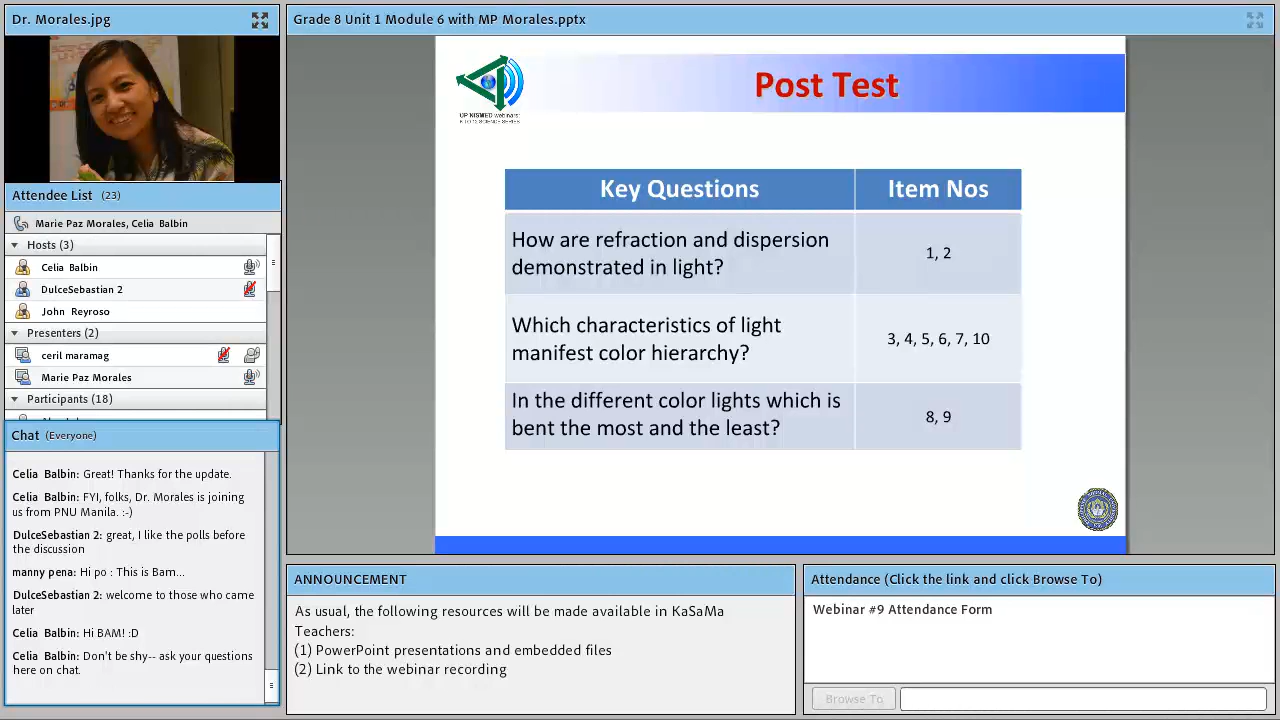 Dr. Morales.jpg
Attendee List (23)
Marie Paz Morales, Celia Balbin
Hosts (3)
Celia Balbin
DulceSebastian 2
John Reyroso
Presenters (2)
ceril maramag
Marie Paz Morales
Participants (18)
Chat (Everyone)
Celia Balbin: Great! Thanks for the update.
Celia Balbin: FYI, folks, Dr. Morales is joining
us from PNU Manila. :-)
DulceSebastian 2: great, I like the polls before
the discussion
manny pena: Hi po : This is Bam...
DulceSebastian 2: welcome to those who came
later
Celia Balbin: Hi BAM! :D
Celia Balbin: Don't be shy-- ask your questions
here on chat.
Grade 8 Unit 1 Module 6 with MP Morales.pptx
UP NISMED webinars:
K TO 12 SCIENCE SERIES
Post Test
Key Questions
Item Nos
How are refraction and dispersion
demonstrated in light?
1, 2
Which characteristics of light
manifest color hierarchy?
3, 4, 5, 6, 7, 10
In the different color lights which is
bent the most and the least?
8, 9
ANNOUNCEMENT
As usual, the following resources will be made available in KaSaMa
Teachers:
(1) PowerPoint presentations and embedded files
(2) Link to the webinar recording
Attendance (Click the link and click Browse To)
Webinar #9 Attendance Form
Browse To